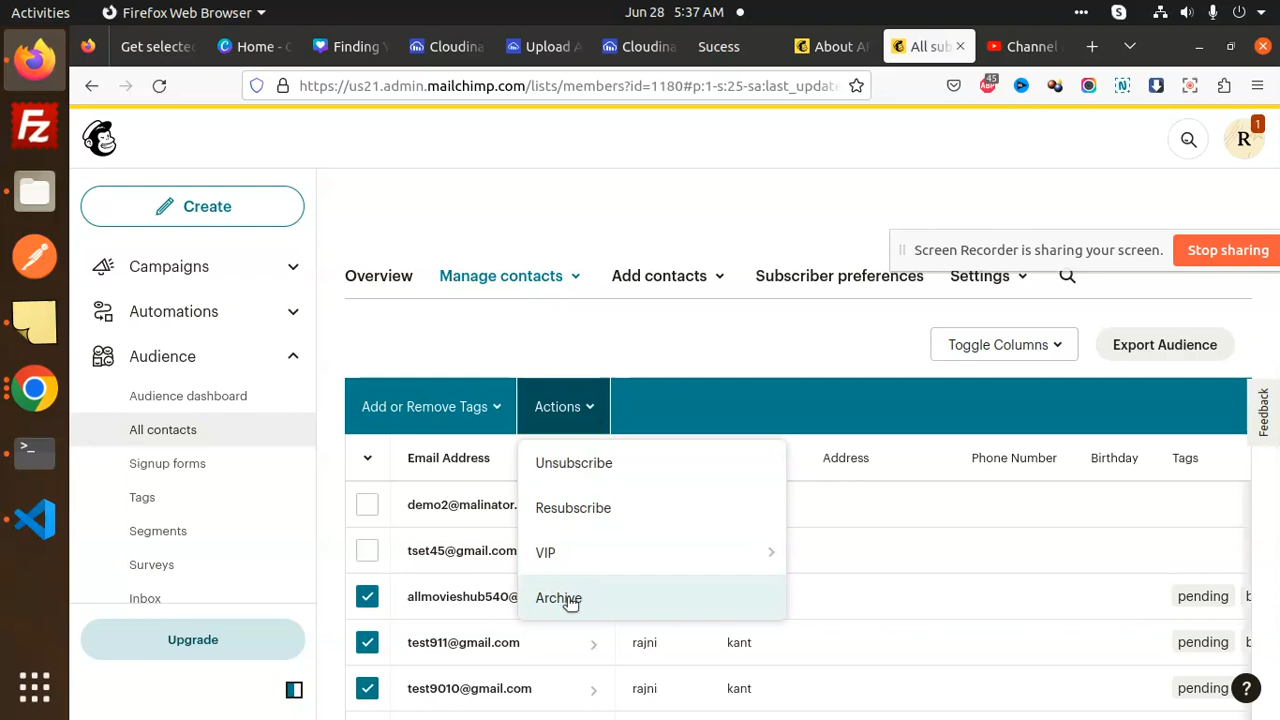 Activities
Firefox Web Browser
Jun 28 5:37 AM
Get selecte
Home - C
Finding
Cloudina
Upload A
Cloudina
Sucess
About A
All sub
Channel
https://us21.admin.mailchimp.com/lists/members?id=1180#p:1-s:25-sa:last_update
45
R
1
Create
Campaigns
Automations
Audience
Audience dashboard
All contacts
Signup forms
Tags
Segments
Surveys
Inbox
Upgrade
Screen Recorder is sharing your screen.
Stop sharing
Overview
Manage contacts
Add contacts
Subscriber preferences
Settings
Toggle Columns
Export Audience
Feedback
Add or Remove Tags
Actions
Unsubscribe
Resubscribe
VIP
Archive
Email Address
Address
Phone Number
Birthday
Tags
demo2@malinator.
tset45@gmail.com
allmovieshub540@
pending
test911@gmail.com
rajni
kant
pending
test9010@gmail.com
rajni
kant
pending
?